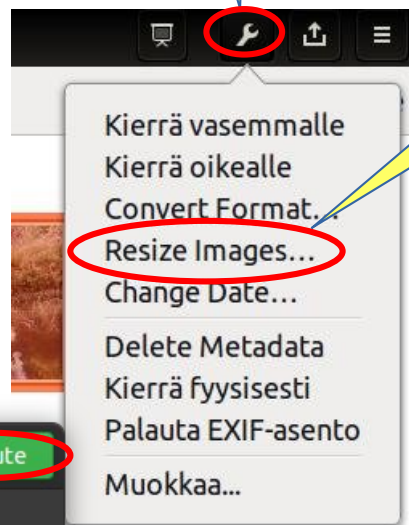 Kierrä vasemmalle
Kierrä oikealle
Convert Format...
Resize Images...
Change Date...
Delete Metadata
Kierrä fyysisesti
Palauta EXIF-asento
Muokkaa...